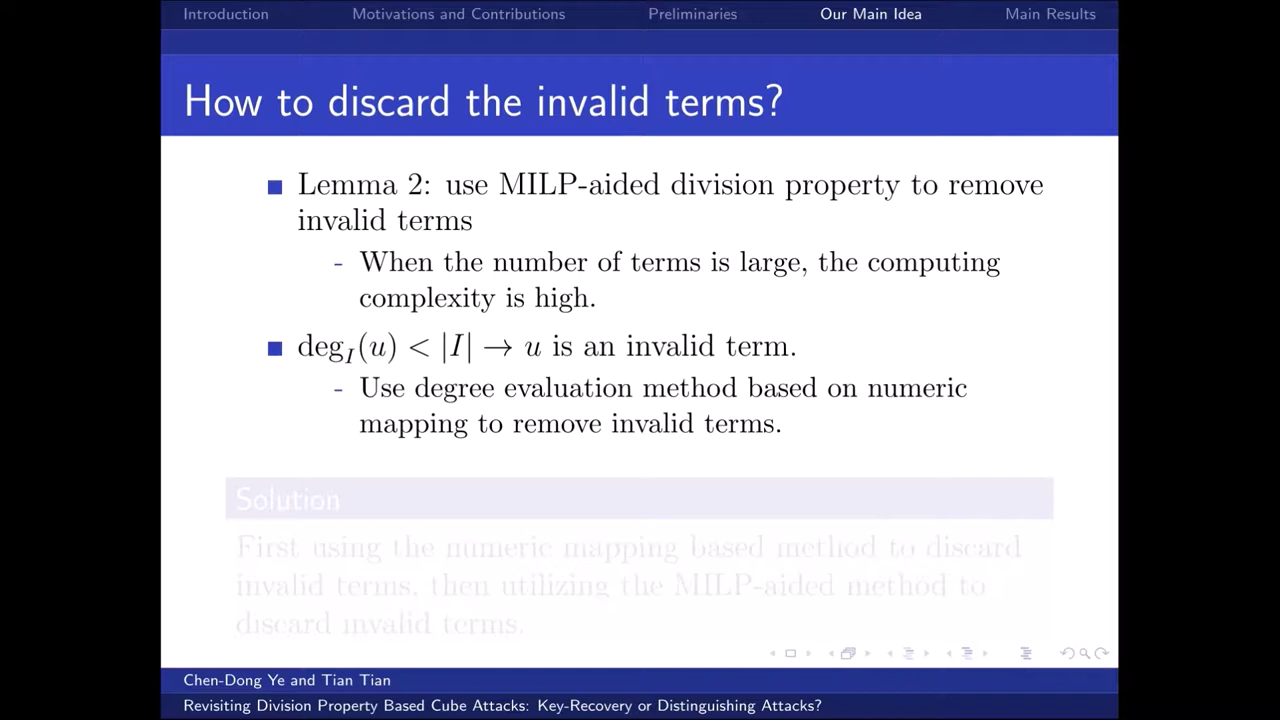 Introduction Motivations and Contributions Preliminaries Our Main Idea Main Results
How to discard the invalid terms?
Lemma 2: use MILP-aided division property to remove
invalid terms
- When the number of terms is large, the computing
complexity is high.
deg_I(u) < |I| → u is an invalid term.
- Use degree evaluation method based on numeric
mapping to remove invalid terms.
Solution
First using the numeric mapping based method to discard
invalid terms, then utilizing the MILP-aided method to
discard invalid terms.
Chen-Dong Ye and Tian Tian
Revisiting Division Property Based Cube Attacks: Key-Recovery or Distinguishing Attacks?